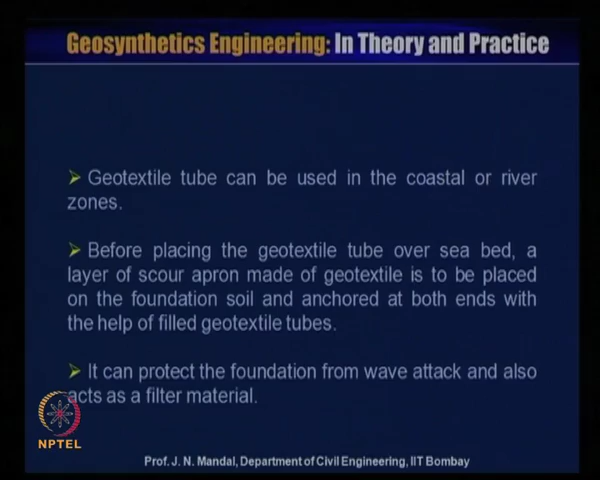 Geosynthetics Engineering: In Theory and Practice
➢ Geotextile tube can be used in the coastal or river
zones.
➢ Before placing the geotextile tube over sea bed, a
layer of scour apron made of geotextile is to be placed
on the foundation soil and anchored at both ends with
the help of filled geotextile tubes.
➢ It can protect the foundation from wave attack and also
acts as a filter material.
NPTEL
Prof. J. N. Mandal, Department of Civil Engineering, IIT Bombay